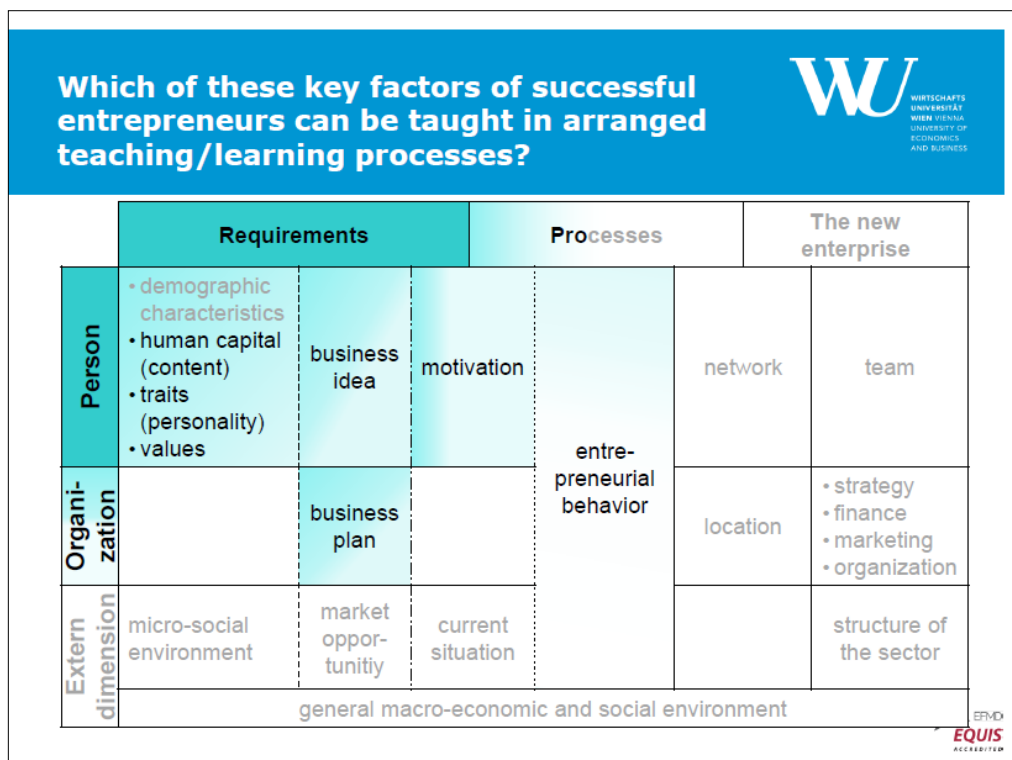 Which of these key factors of successful
entrepreneurs can be taught in arranged
teaching/learning processes?
WU
WIRTSCHAFTS
UNIVERSITÄT
WIEN VIENNA
UNIVERSITY OF
ECONOMICS
AND BUSINESS
Requirements
Processes
The new
enterprise
Person
• demographic
characteristics
• human capital
(content)
• traits
(personality)
• values
business
idea
motivation
entre-
preneurial
behavior
network
team
Organi-
zation
business
plan
location
• strategy
• finance
• marketing
• organization
Extern
dimension
micro-social
environment
market
oppor-
tunitiy
current
situation
structure of
the sector
general macro-economic and social environment
EFMD
EQUIS
ACCREDITED